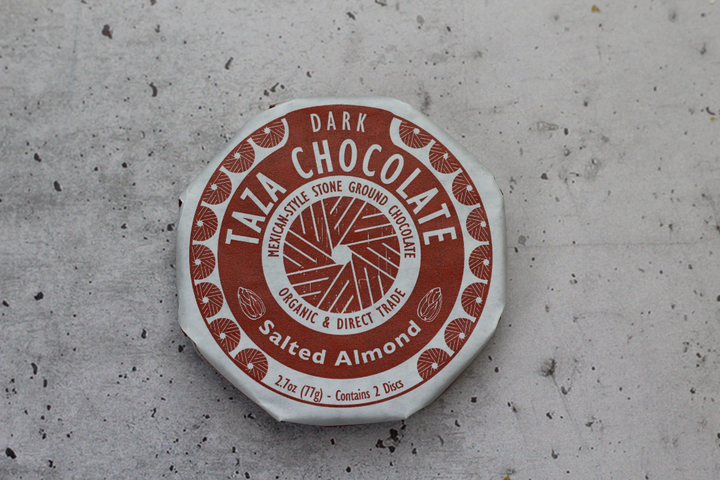 DARK
TAZA CHOCOLATE
MEXICAN-STYLE STONE GROUND CHOCOLATE
ORGANIC & DIRECT TRADE
Salted Almond
2.7oz (77g) - Contains 2 Discs